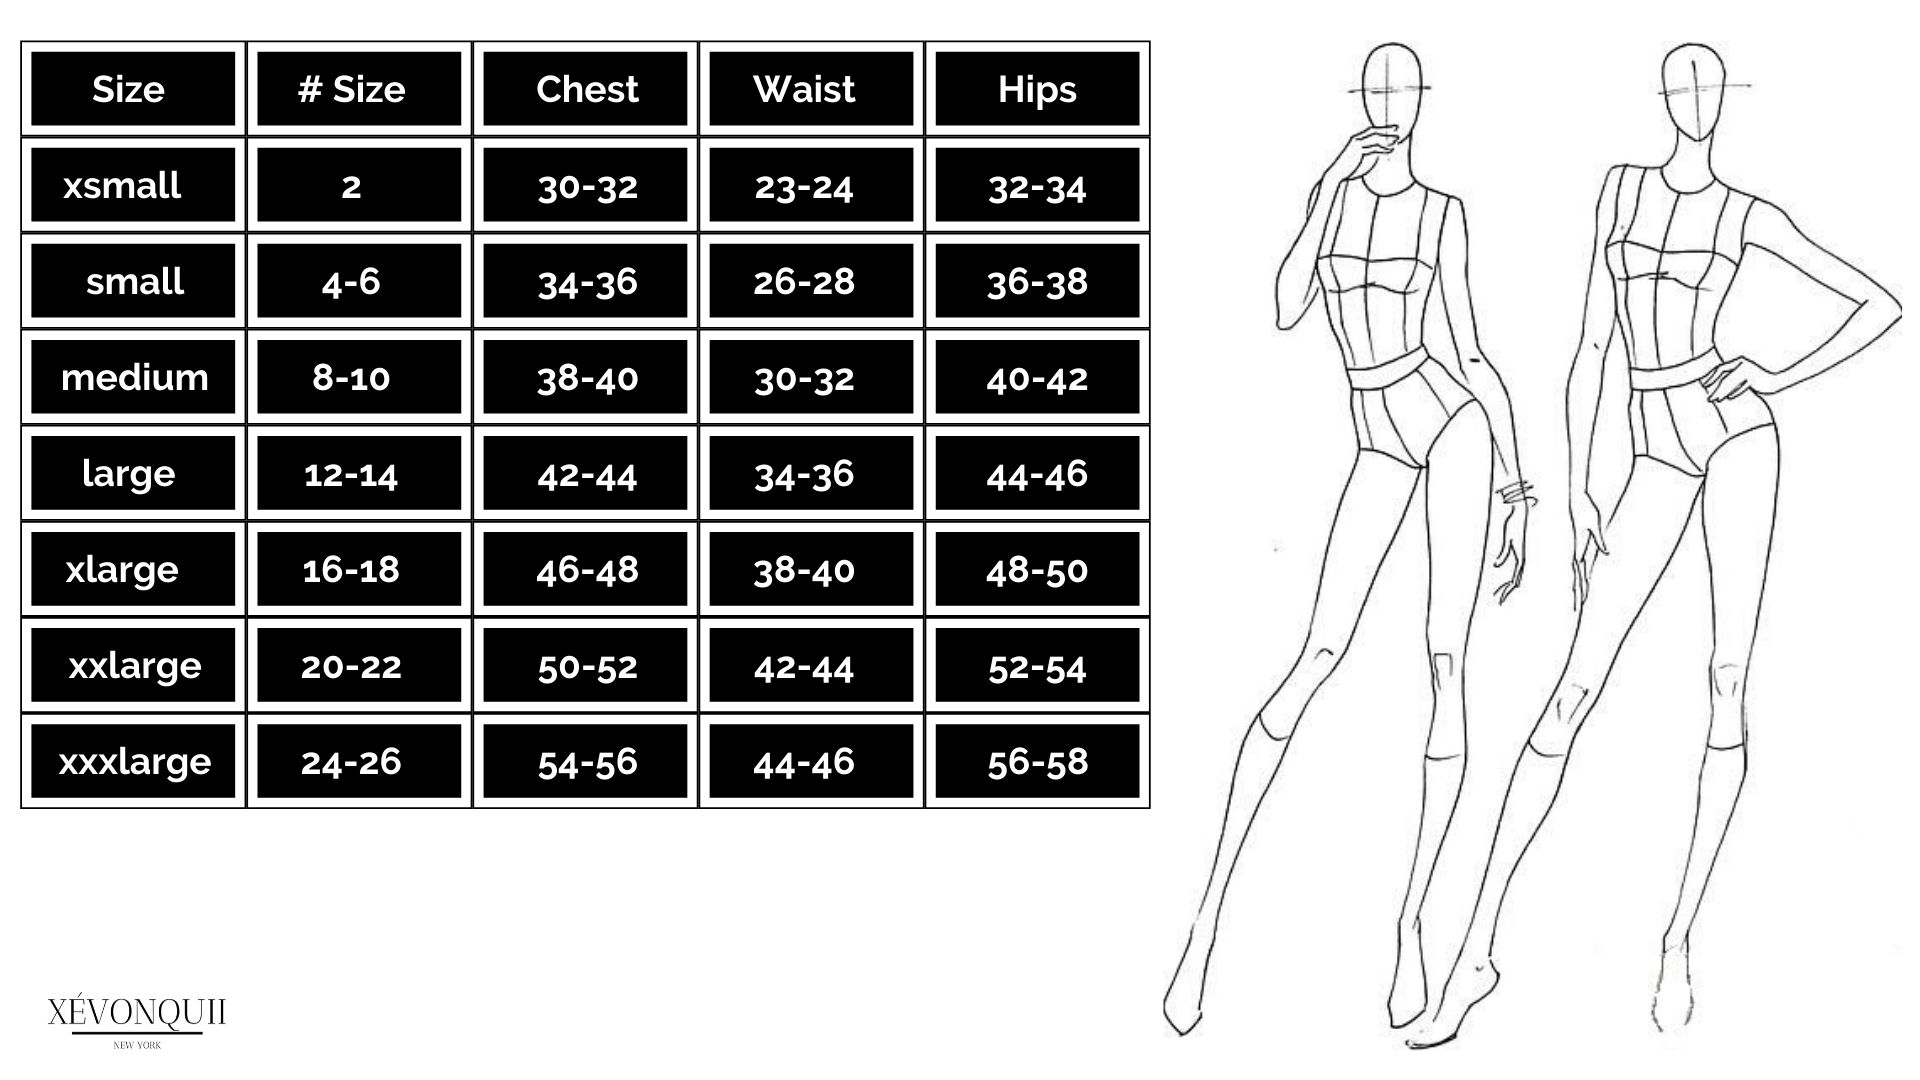 Size # Size Chest Waist Hips
xsmall 2 30-32 23-24 32-34
small 4-6 34-36 26-28 36-38
medium 8-10 38-40 30-32 40-42
large 12-14 42-44 34-36 44-46
xlarge 16-18 46-48 38-40 48-50
xxlarge 20-22 50-52 42-44 52-54
xxxlarge 24-26 54-56 44-46 56-58
XÉVONQUII
NEW YORK